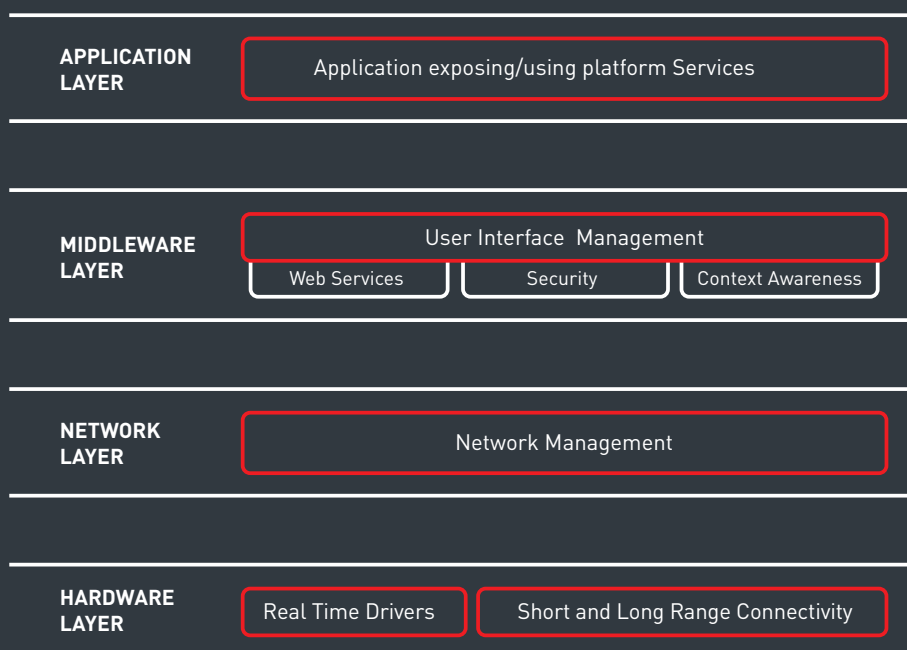 APPLICATION
LAYER
Application exposing/using platform Services
MIDDLEWARE
LAYER
User Interface Management
Web Services
Security
Context Awareness
NETWORK
LAYER
Network Management
HARDWARE
LAYER
Real Time Drivers
Short and Long Range Connectivity